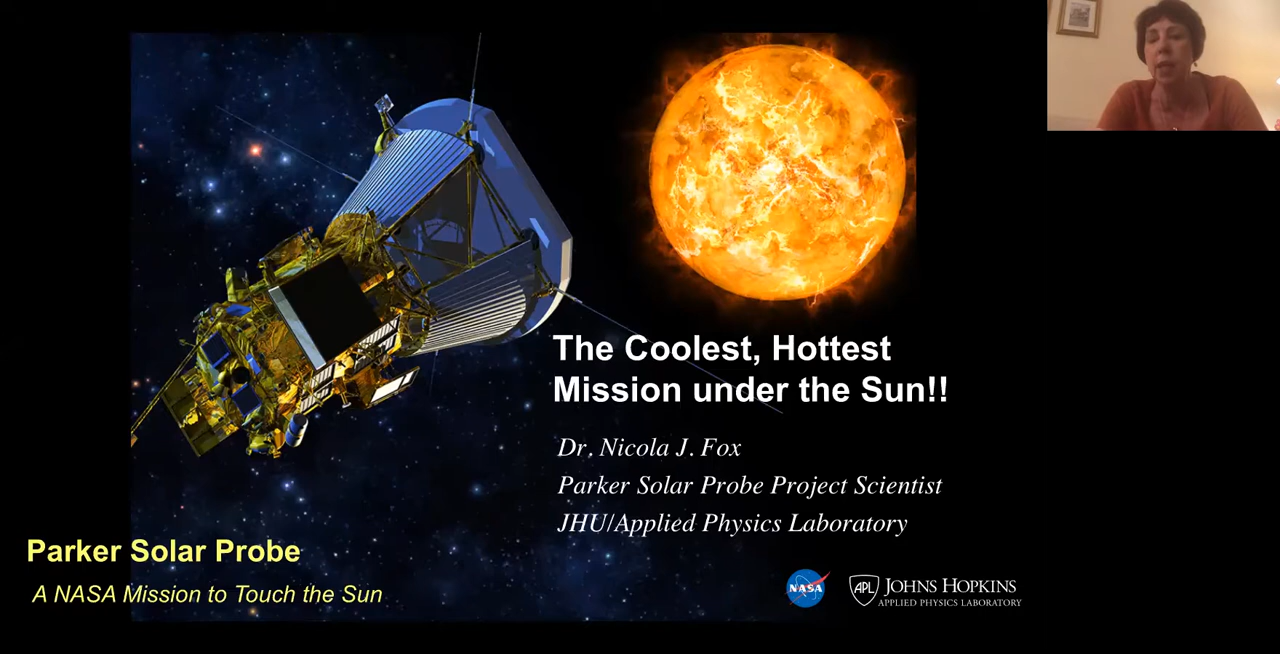 The Coolest, Hottest
Mission under the Sun!!
Dr. Nicola J. Fox
Parker Solar Probe Project Scientist
JHU/Applied Physics Laboratory
Parker Solar Probe
A NASA Mission to Touch the Sun
NASA
APL JOHNS HOPKINS
APPLIED PHYSICS LABORATORY